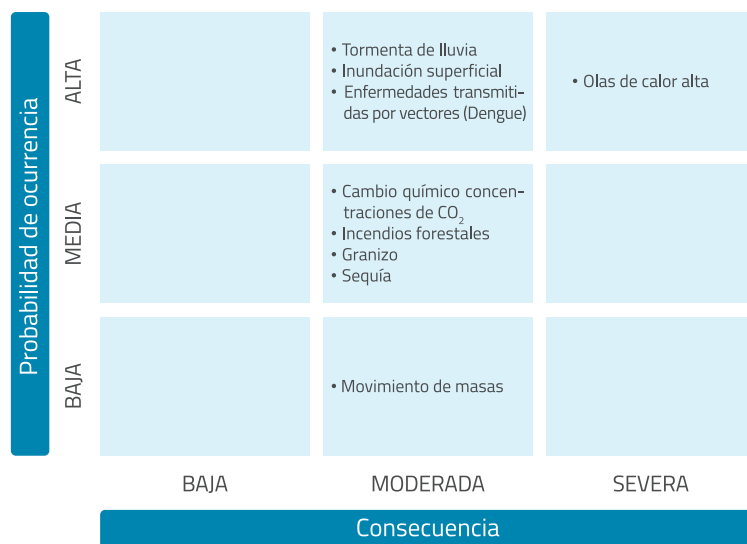 Probabilidad de ocurrencia
ALTA
• Tormenta de lluvia
• Inundación superficial
• Enfermedades transmiti-
das por vectores (Dengue)
• Olas de calor alta
MEDIA
• Cambio químico concen-
traciones de CO₂
• Incendios forestales
• Granizo
• Sequía
BAJA
• Movimiento de masas
BAJA
MODERADA
SEVERA
Consecuencia